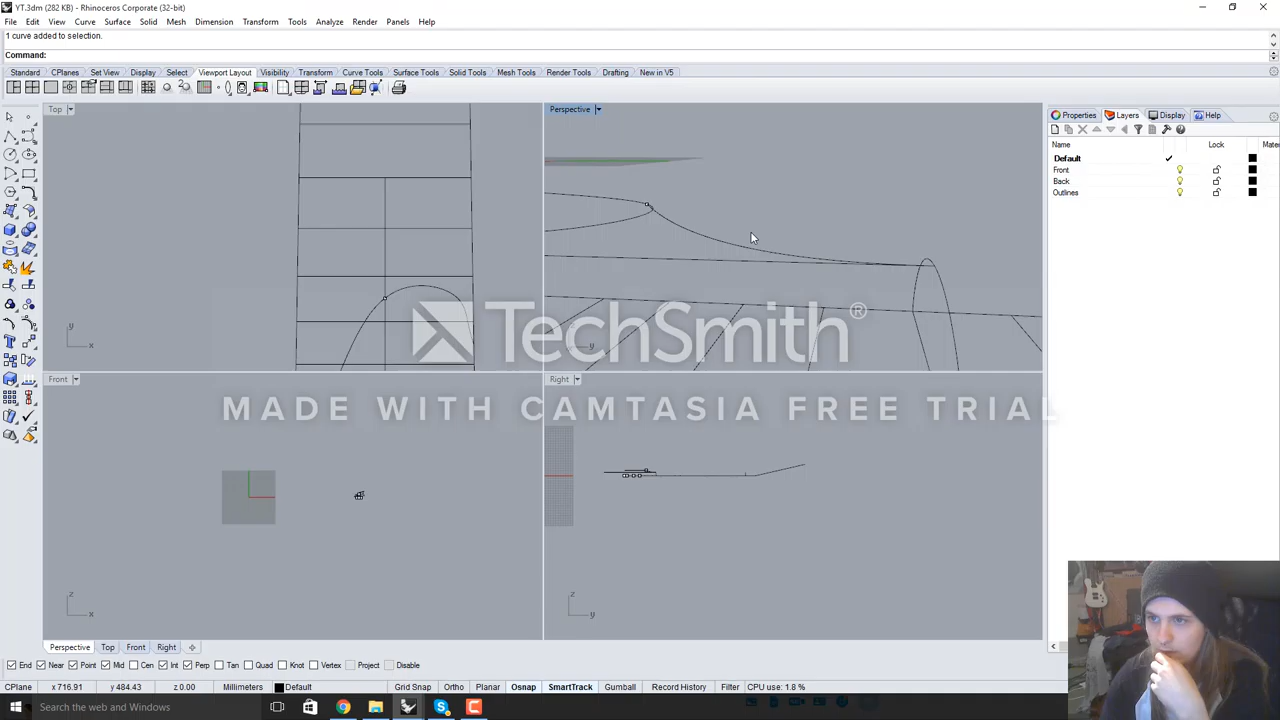 YT.3dm (282 KB) - Rhinoceros Corporate (32-bit)
File Edit View Curve Surface Solid Mesh Dimension Transform Tools Analyze Render Panels Help
1 curve added to selection.
Command:
Standard CPlanes Set View Display Select Viewport Layout Visibility Transform Curve Tools Surface Tools Solid Tools Mesh Tools Render Tools Drafting New in V5
Top
Perspective
Properties Layers Display Help
Name Lock Mate
Default
Front
Back
Outlines
y
x
y
TechSmith®
MADE WITH CAMTASIA FREE TRIAL
Front
Right
z
x
z
y
Perspective Top Front Right
End Near Point Mid Cen Int Perp Tan Quad Knot Vertex Project Disable
CPlane x 716.91 y 484.43 z 0.00 Millimeters Default Grid Snap Ortho Planar Osnap SmartTrack Gumball Record History Filter CPU use: 1.8 %
Search the web and Windows